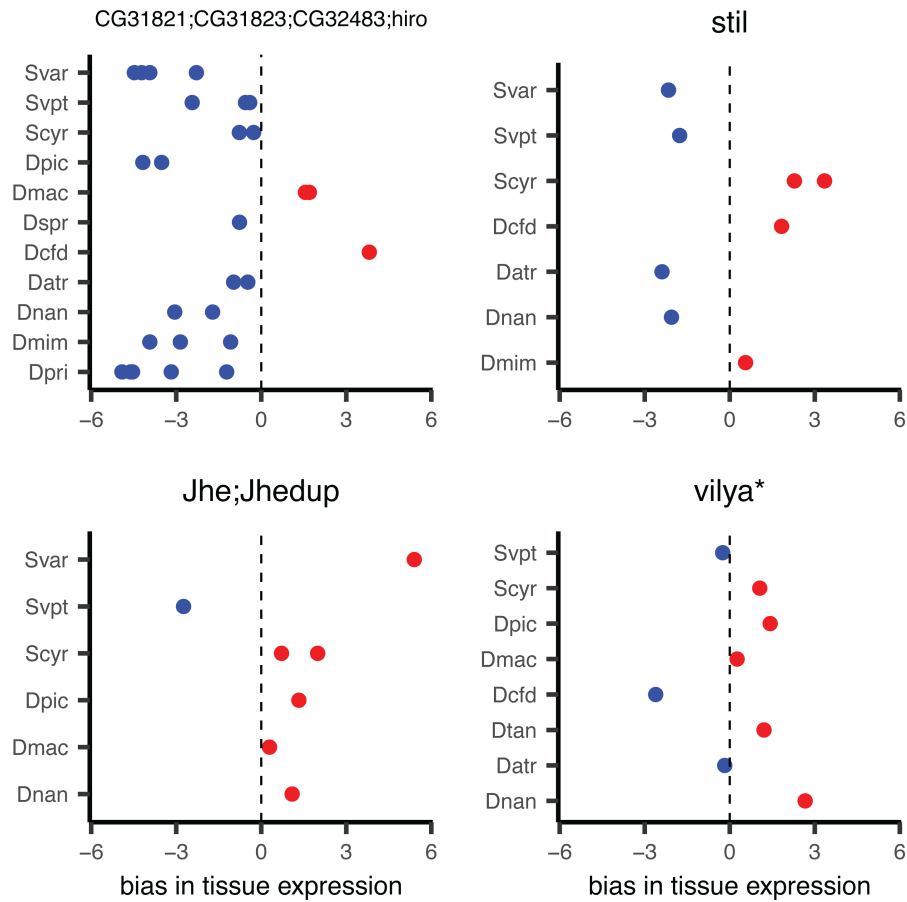 CG31821;CG31823;CG32483;hiro
Svar
Svpt
Scyr
Dpic
Dmac
Dspr
Dcfd
Datr
Dnan
Dmim
Dpri
−6 −3 0 3 6
stil
Svar
Svpt
Scyr
Dcfd
Datr
Dnan
Dmim
−6 −3 0 3 6
Jhe;Jhedup
Svar
Svpt
Scyr
Dpic
Dmac
Dnan
−6 −3 0 3 6
bias in tissue expression
vilya*
Svpt
Scyr
Dpic
Dmac
Dcfd
Dtan
Datr
Dnan
−6 −3 0 3 6
bias in tissue expression